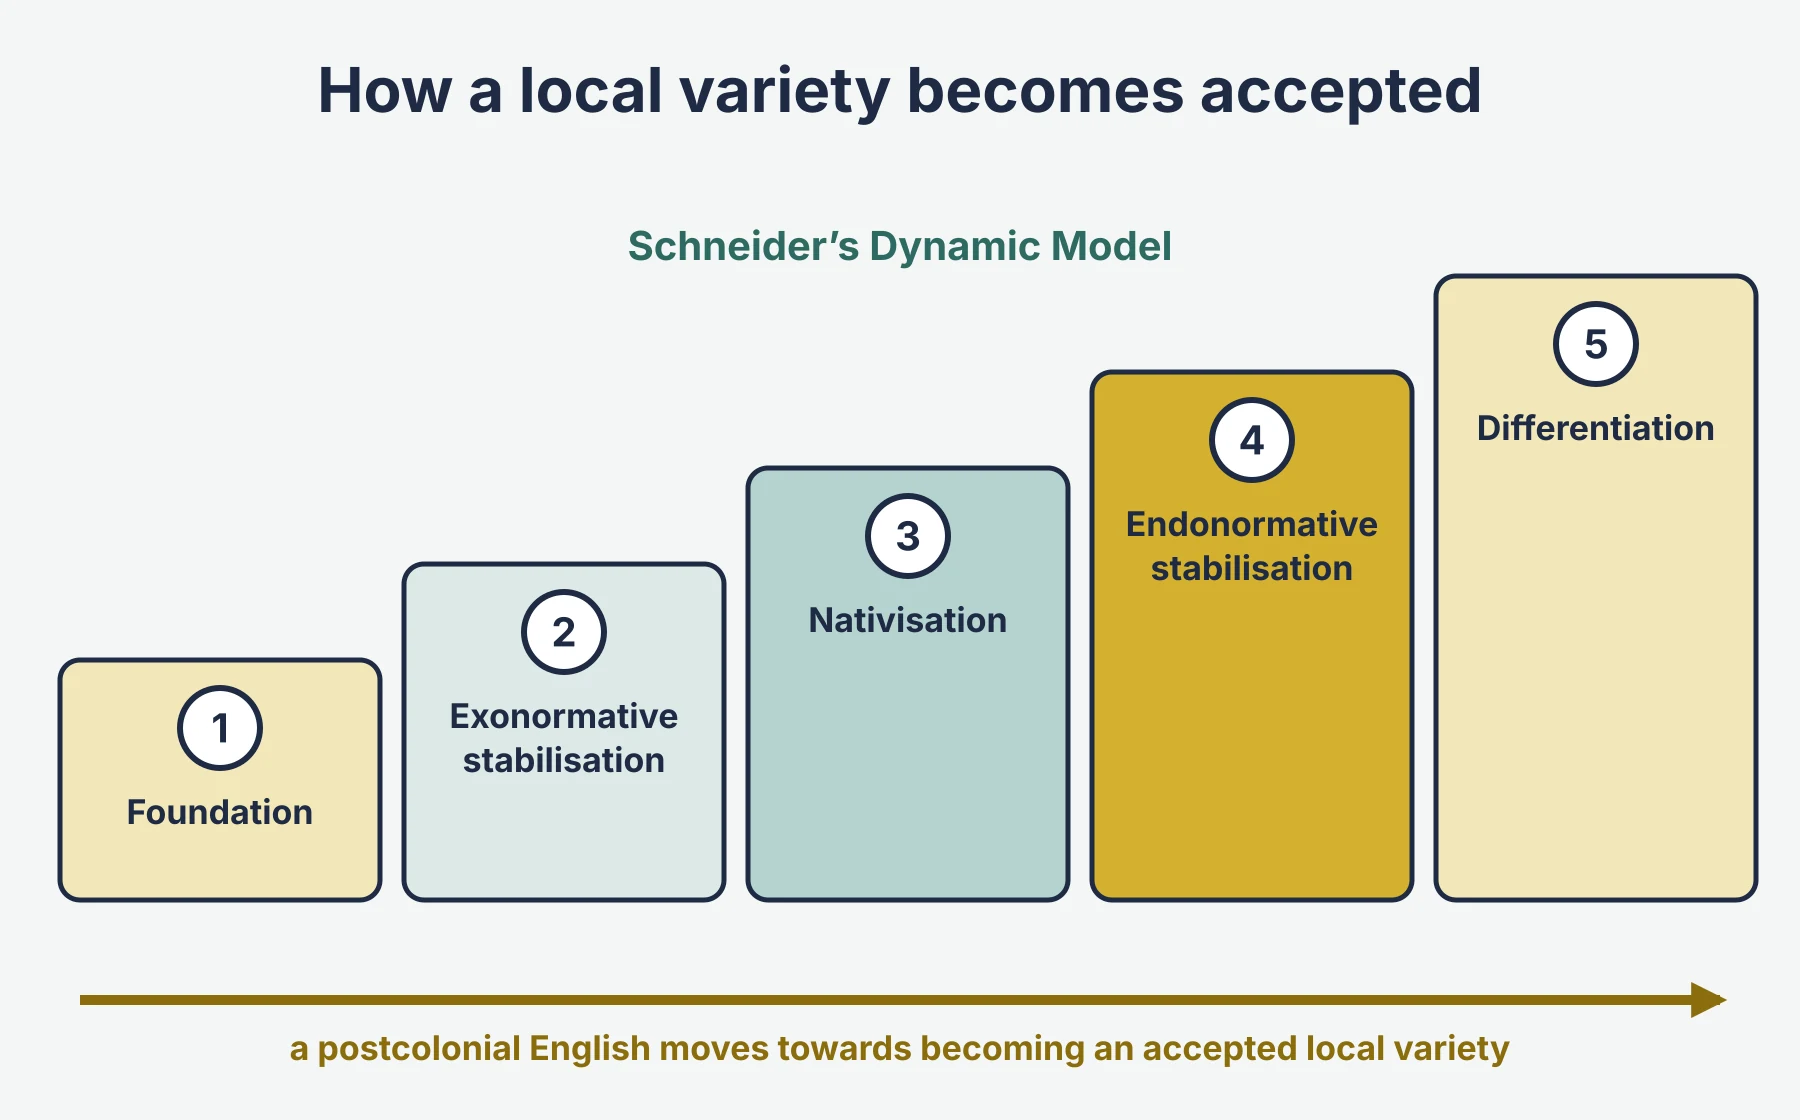 How a local variety becomes accepted
Schneider’s Dynamic Model
1
Foundation
2
Exonormative
stabilisation
3
Nativisation
4
Endonormative
stabilisation
5
Differentiation
a postcolonial English moves towards becoming an accepted local variety